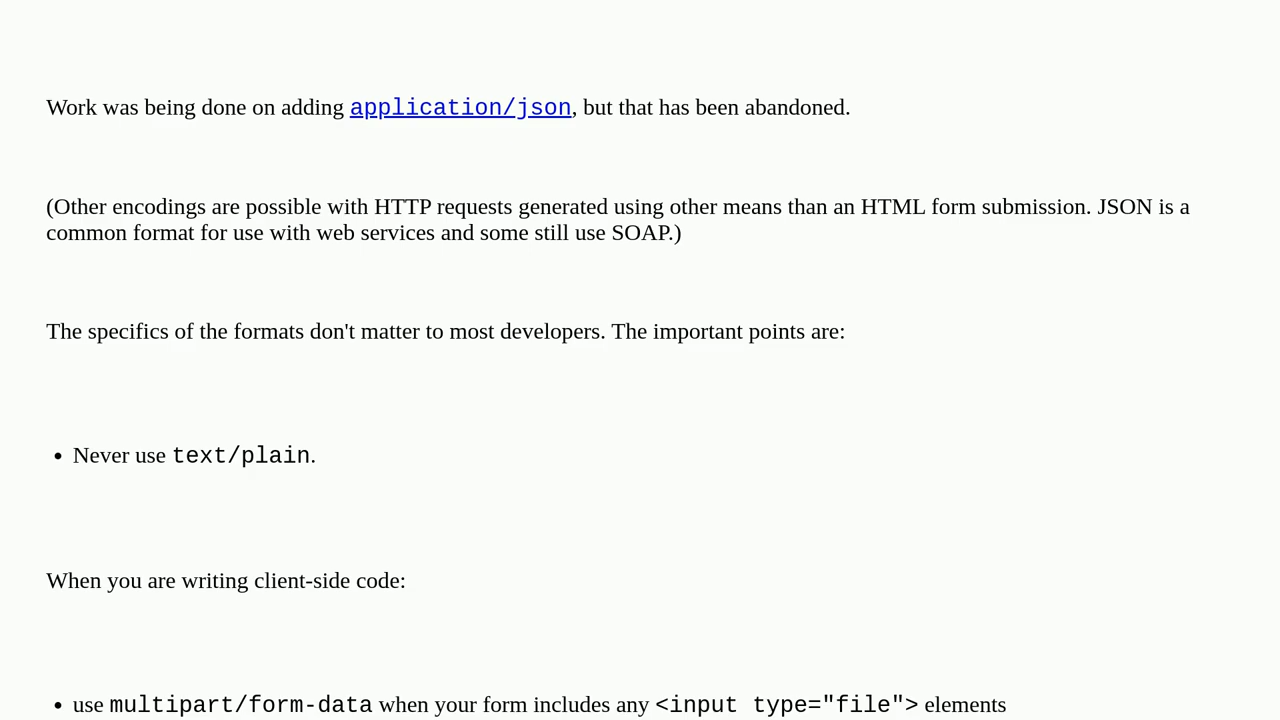 Work was being done on adding application/json, but that has been abandoned.
(Other encodings are possible with HTTP requests generated using other means than an HTML form submission. JSON is a
common format for use with web services and some still use SOAP.)
The specifics of the formats don't matter to most developers. The important points are:
• Never use text/plain.
When you are writing client-side code:
• use multipart/form-data when your form includes any <input type="file"> elements